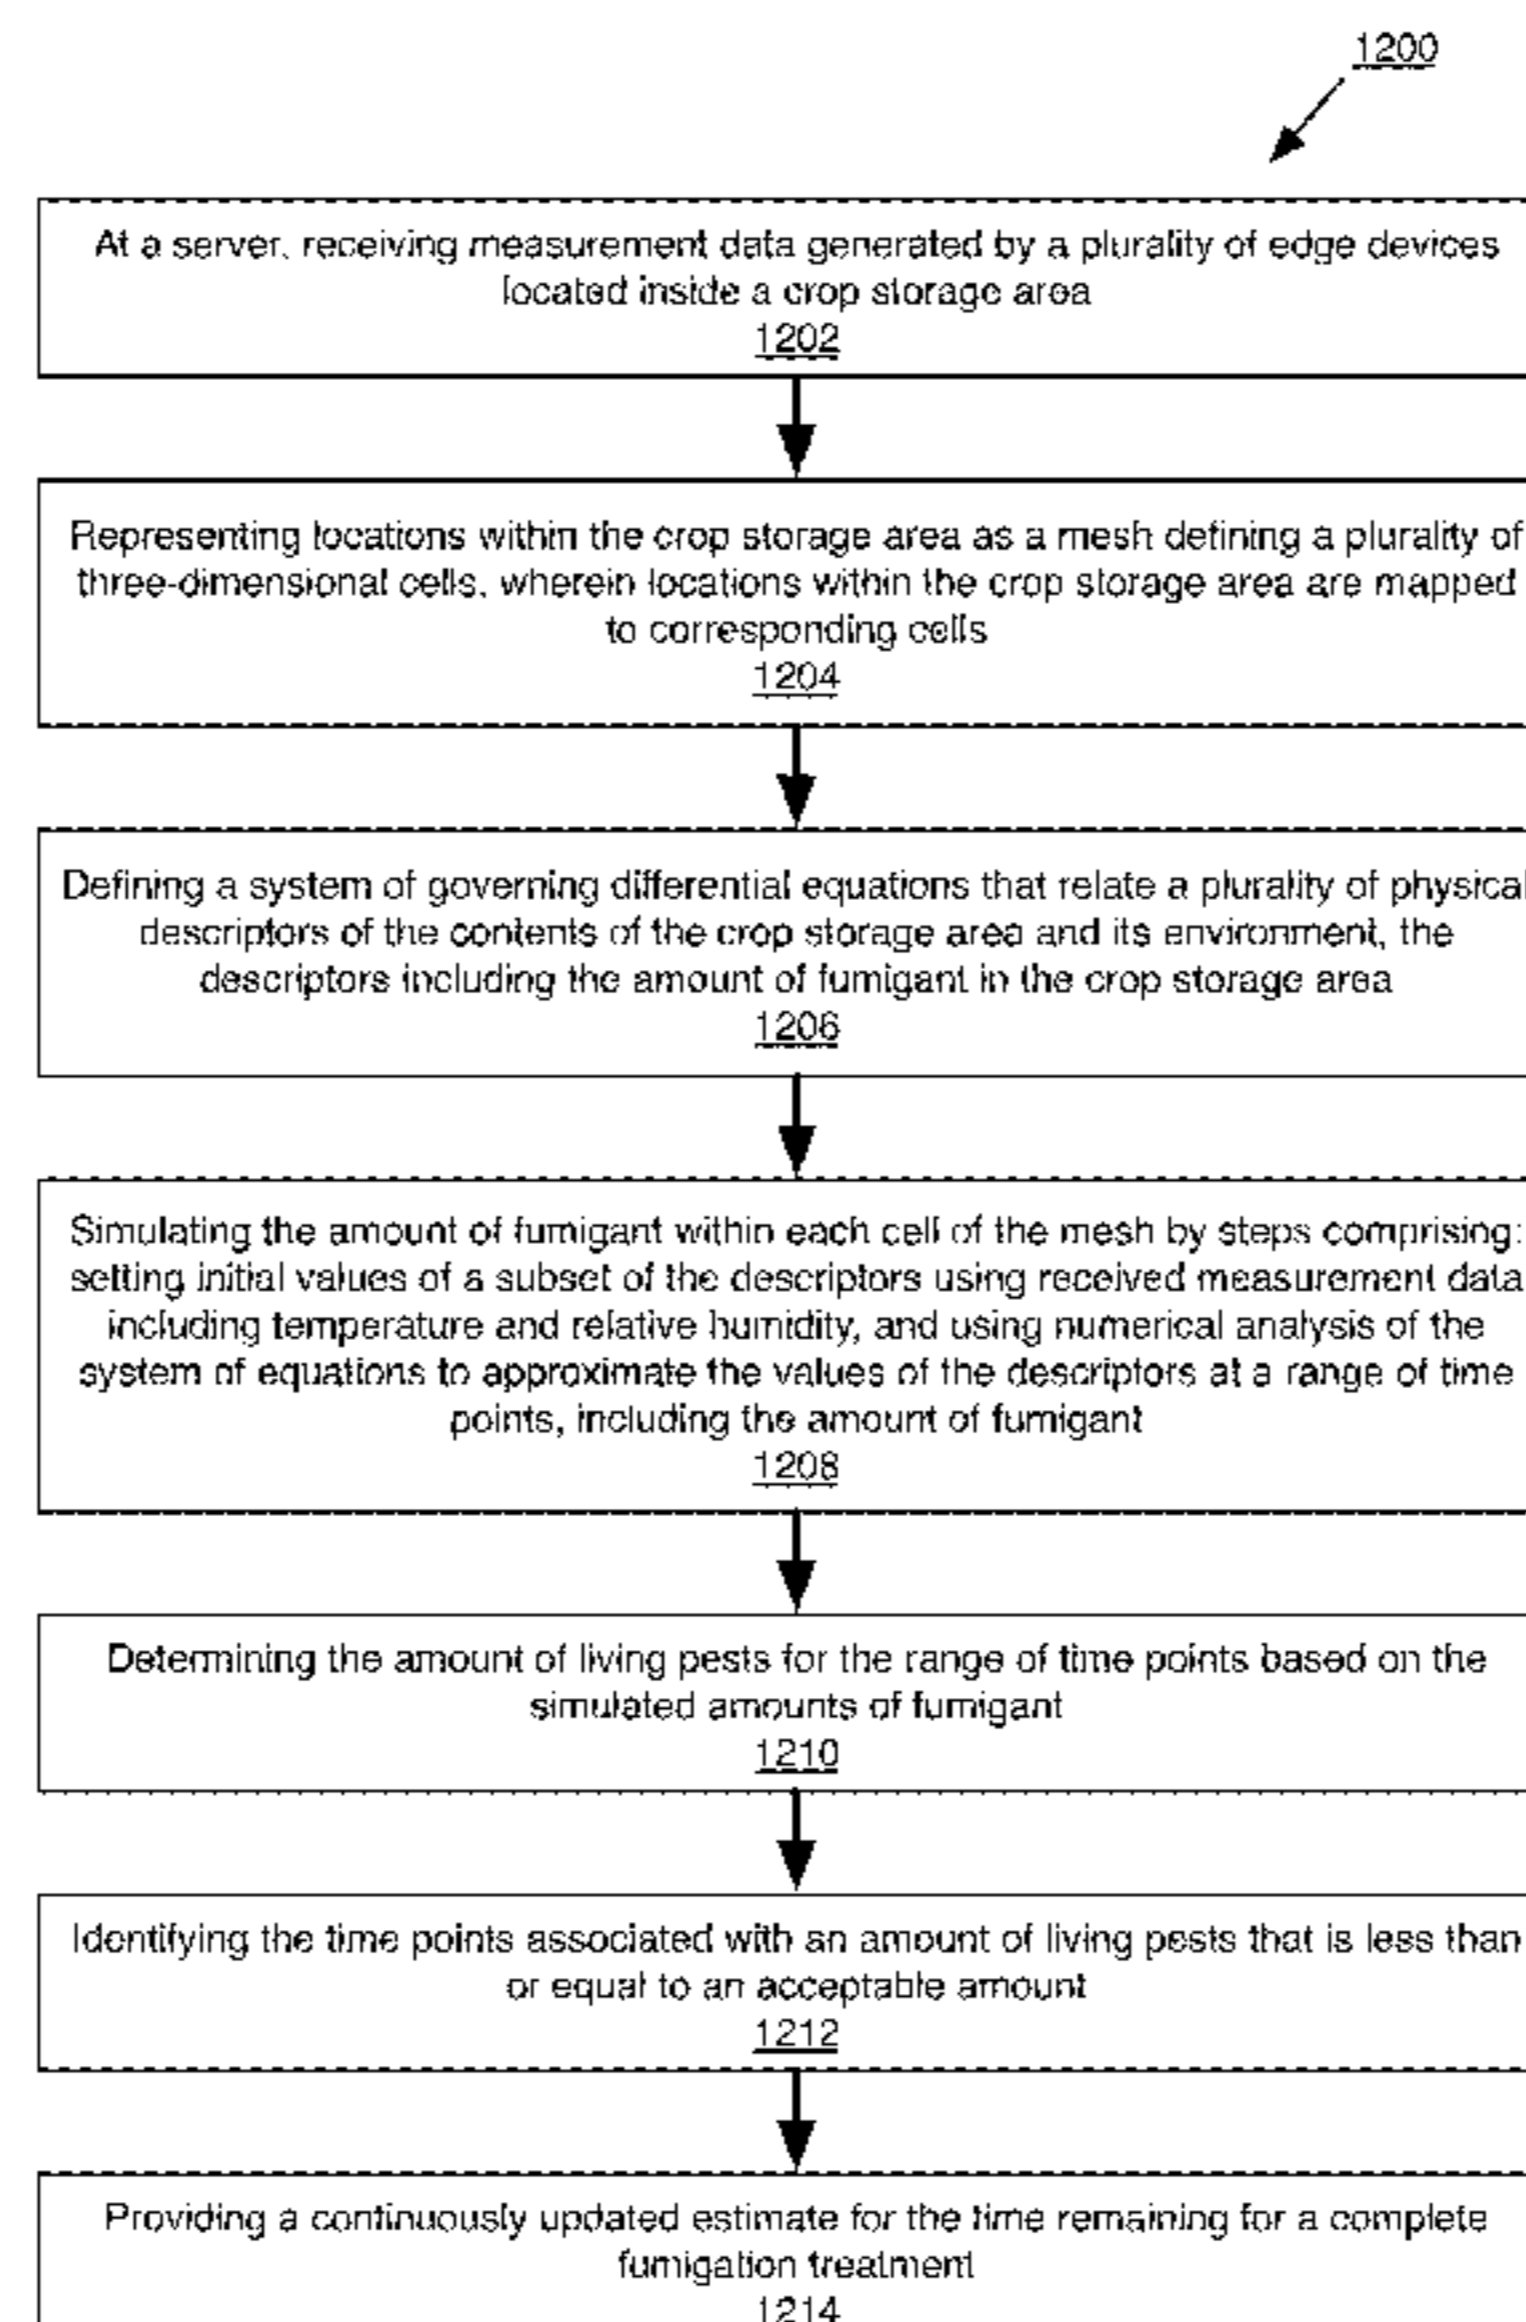 1200
At a server, receiving measurement data generated by a plurality of edge devices
located inside a crop storage area
1202
Representing locations within the crop storage area as a mesh defining a plurality of
three-dimensional cells, wherein locations within the crop storage area are mapped
to corresponding cells
1204
Defining a system of governing differential equations that relate a plurality of physical
descriptors of the contents of the crop storage area and its environment, the
descriptors including the amount of fumigant in the crop storage area
1206
Simulating the amount of fumigant within each cell of the mesh by steps comprising:
setting initial values of a subset of the descriptors using received measurement data
including temperature and relative humidity, and using numerical analysis of the
system of equations to approximate the values of the descriptors at a range of time
points, including the amount of fumigant
1208
Determining the amount of living pests for the range of time points based on the
simulated amounts of fumigant
1210
Identifying the time points associated with an amount of living pests that is less than
or equal to an acceptable amount
1212
Providing a continuously updated estimate for the time remaining for a complete
fumigation treatment
1214